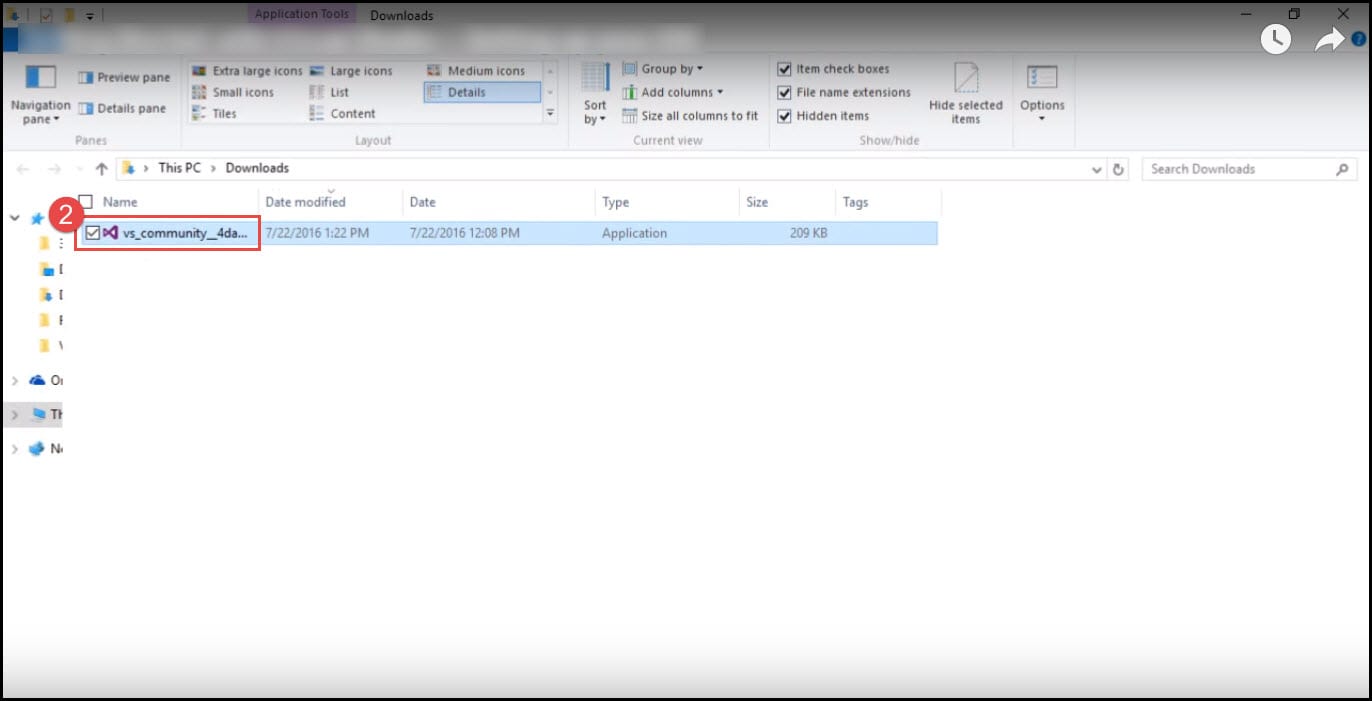 Application Tools Downloads
Navigation pane
Preview pane
Details pane
Panes
Extra large icons Large icons Medium icons
Small icons List Details
Tiles Content
Layout
Sort by
Group by
Add columns
Size all columns to fit
Current view
Item check boxes
File name extensions
Hidden items
Hide selected items
Show/hide
Options
This PC > Downloads
Search Downloads
Name Date modified Date Type Size Tags
2
vs_community__4da... 7/22/2016 1:22 PM 7/22/2016 12:08 PM Application 209 KB